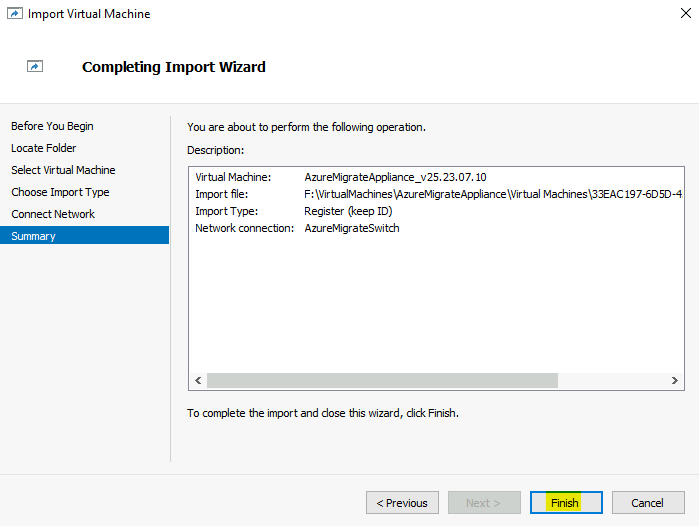 Import Virtual Machine
Completing Import Wizard
Before You Begin
Locate Folder
Select Virtual Machine
Choose Import Type
Connect Network
Summary
You are about to perform the following operation.
Description:
Virtual Machine: AzureMigrateAppliance_v25.23.07.10
Import file: F:\VirtualMachines\AzureMigrateAppliance\Virtual Machines\33EAC197-6D5D-4
Import Type: Register (keep ID)
Network connection: AzureMigrateSwitch
To complete the import and close this wizard, click Finish.
< Previous
Next >
Finish
Cancel